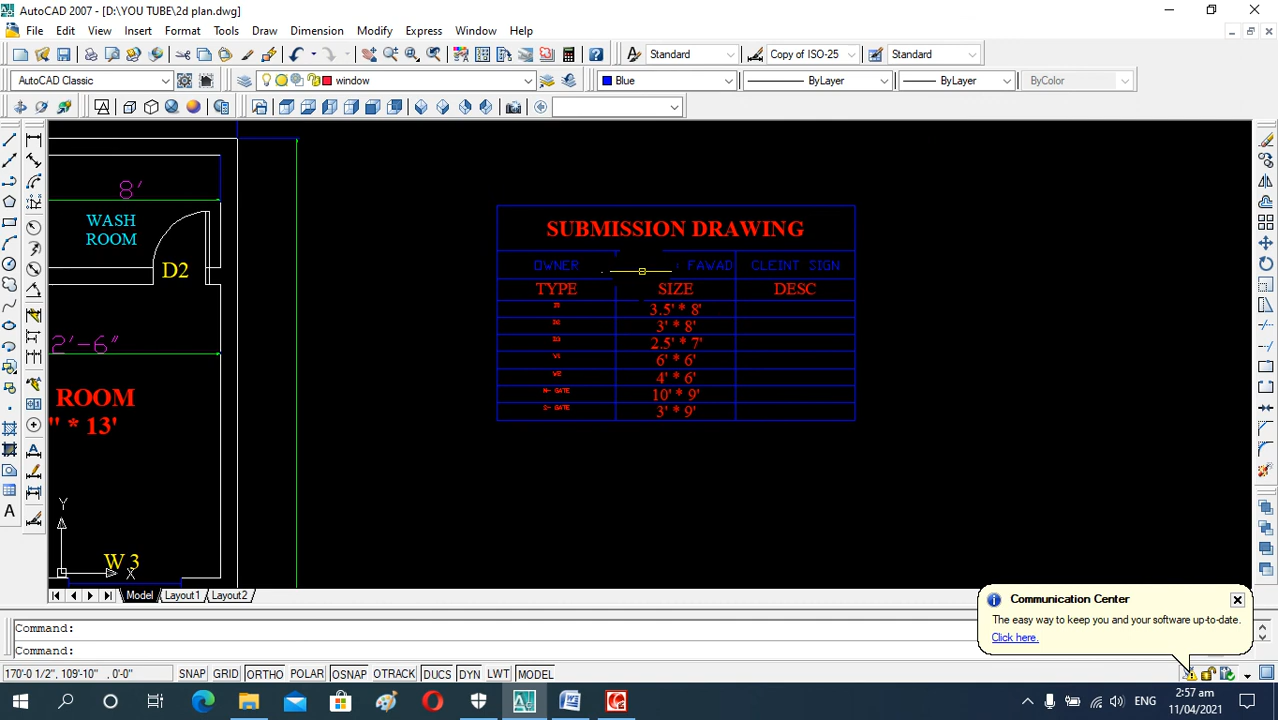 AutoCAD 2007 - [D:\YOU TUBE\2d plan.dwg]
File Edit View Insert Format Tools Draw Dimension Modify Express Window Help
Standard Copy of ISO-25 Standard
AutoCAD Classic window Blue ByLayer ByLayer ByColor
8'
WASH
ROOM
D2
2'-6"
ROOM
" * 13'
W 3
Y
X
SUBMISSION DRAWING
OWNER FAWAD CLEINT SIGN
TYPE SIZE DESC
3.5' * 8'
3' * 8'
2.5' * 7'
W1 6' * 6'
W2 4' * 6'
M- GATE 10' * 9'
S- GATE 3' * 9'
Model Layout1 Layout2
Communication Center
The easy way to keep you and your software up-to-date.
Click here.
Command:
Command:
170'-0 1/2", 109'-10" , 0'-0" SNAP GRID ORTHO POLAR OSNAP OTRACK DUCS DYN LWT MODEL
ENG
2:57 am
11/04/2021